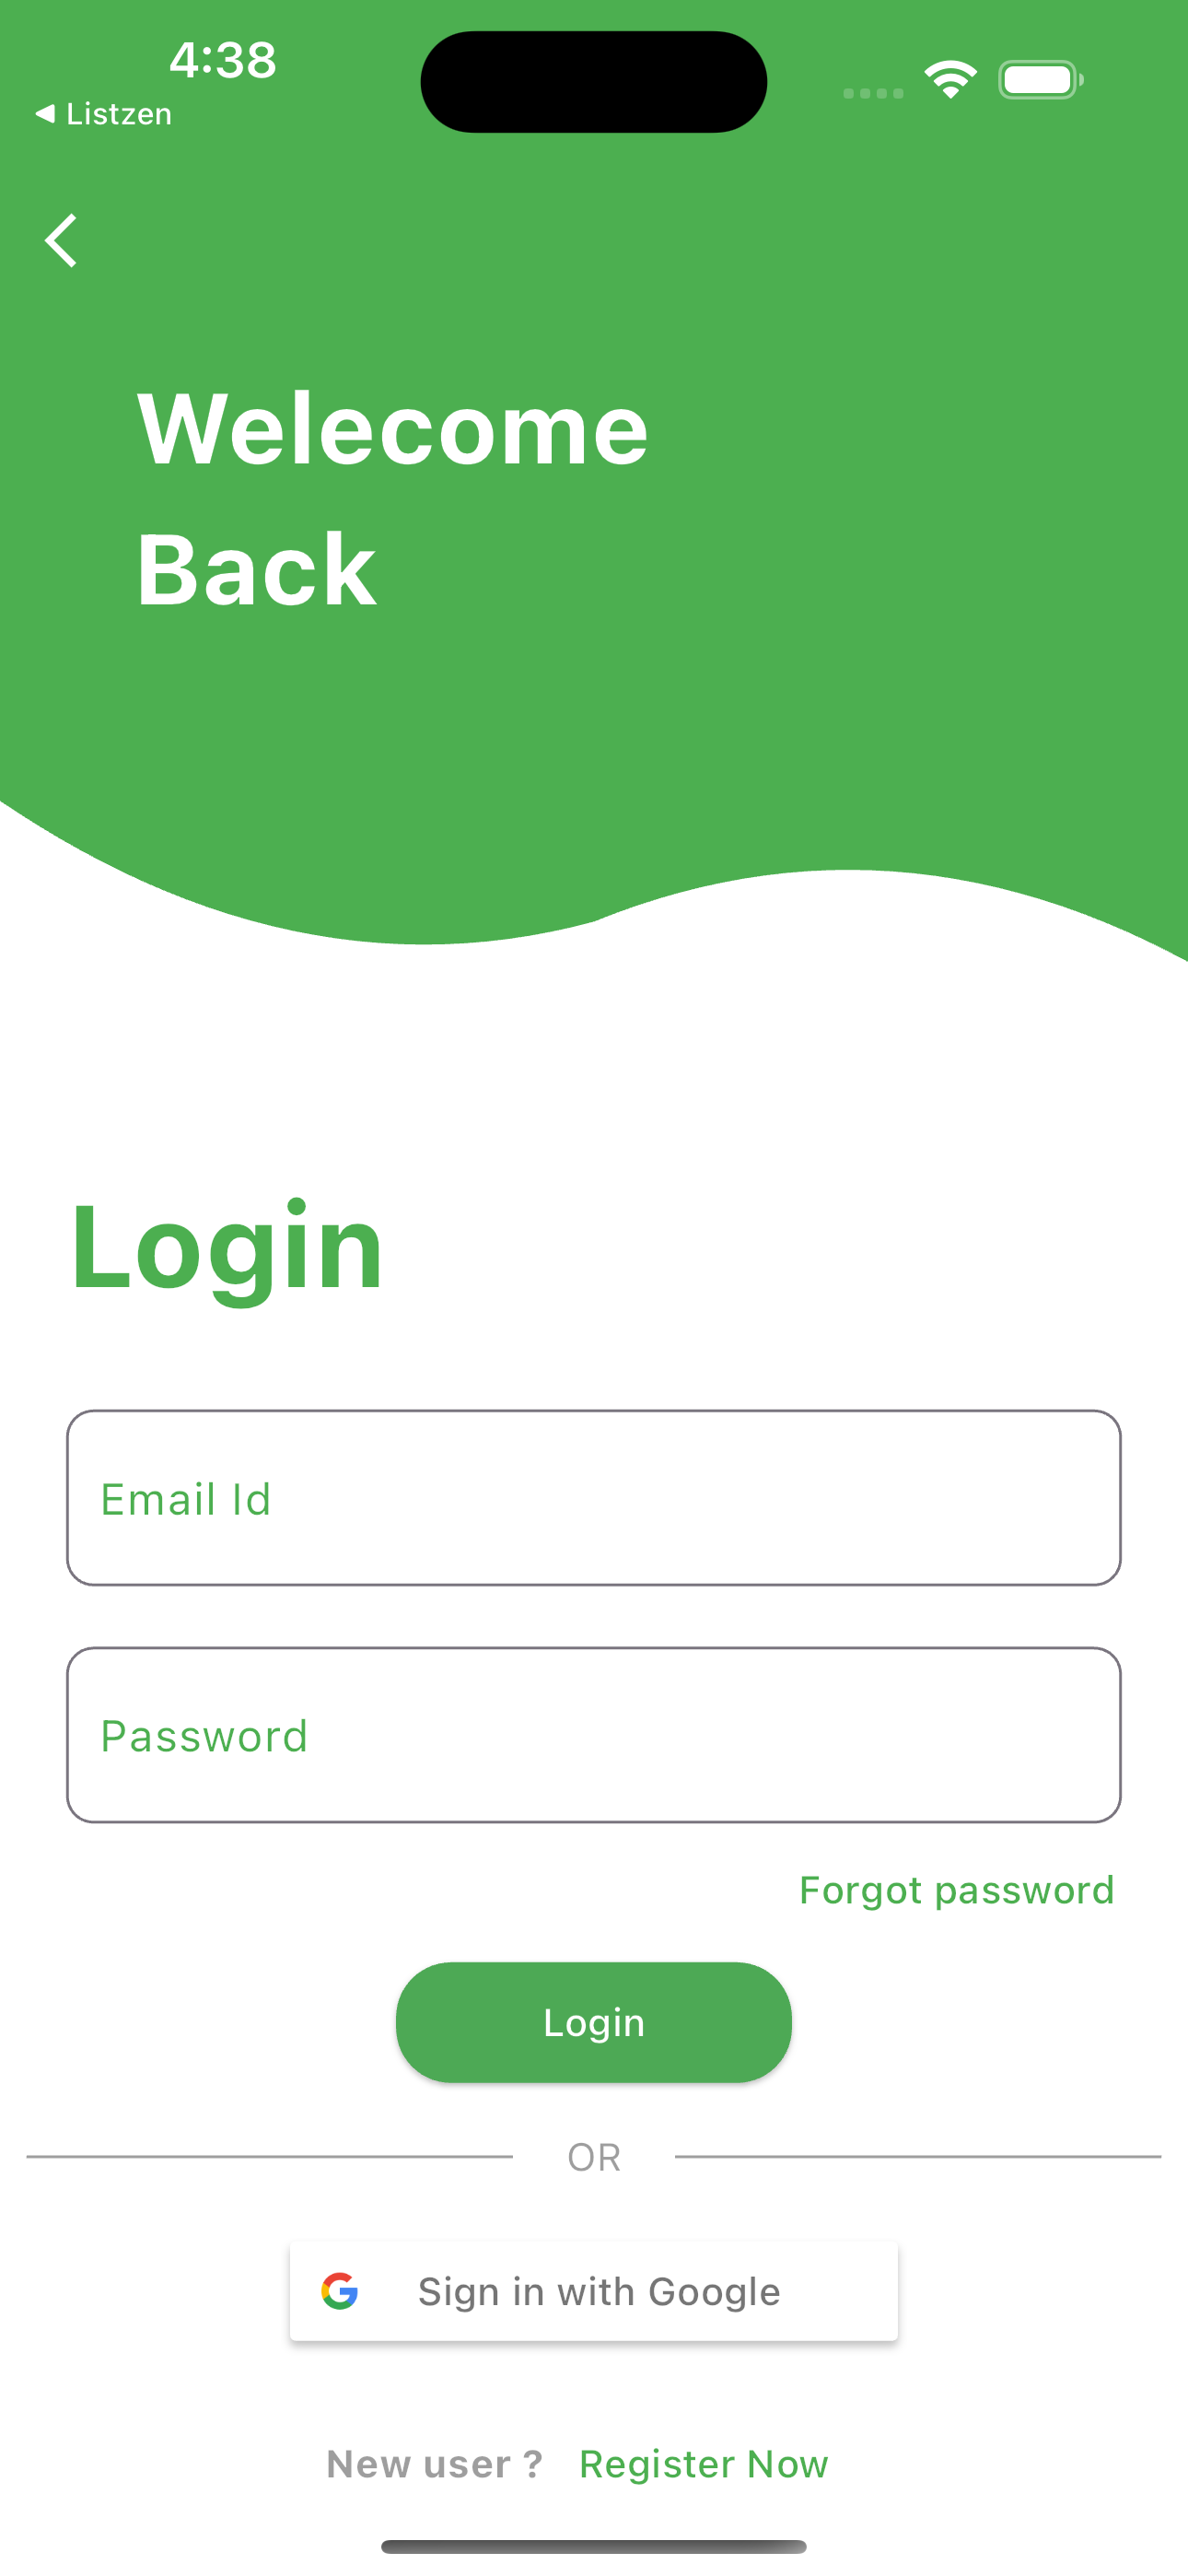 4:38
Listzen
Welecome
Back
Login
Email Id
Password
Forgot password
Login
OR
Sign in with Google
New user ? Register Now